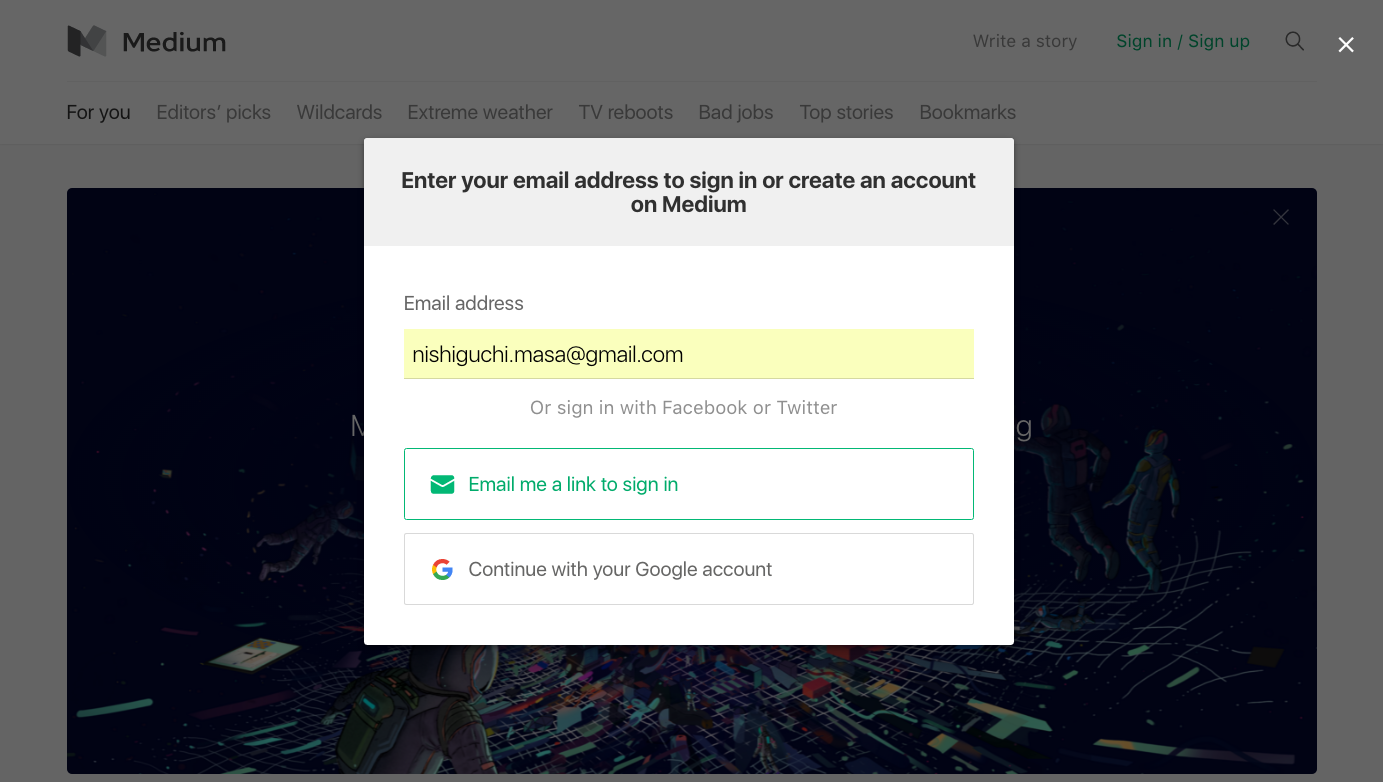 Medium
Write a story
Sign in / Sign up
For you
Editors’ picks
Wildcards
Extreme weather
TV reboots
Bad jobs
Top stories
Bookmarks
Enter your email address to sign in or create an account
on Medium
Email address
nishiguchi.masa@gmail.com
Or sign in with Facebook or Twitter
Email me a link to sign in
Continue with your Google account